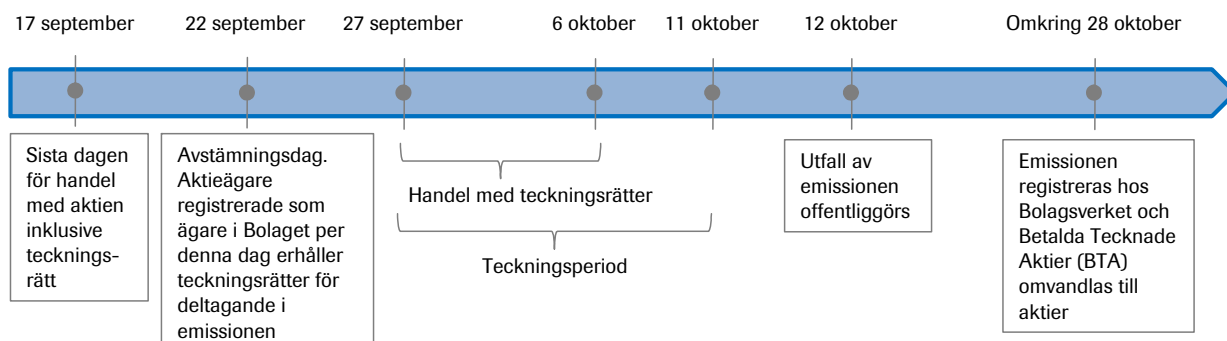 17 september
22 september
27 september
6 oktober
11 oktober
12 oktober
Omkring 28 oktober
Sista dagen
för handel
med aktien
inklusive
tecknings-
rätt
Avstämningsdag.
Aktieägare
registrerade som
ägare i Bolaget per
denna dag erhåller
teckningsrätter för
deltagande i
emissionen
Handel med teckningsrätter
Teckningsperiod
Utfall av
emissionen
offentliggörs
Emissionen
registreras hos
Bolagsverket och
Betalda Tecknade
Aktier (BTA)
omvandlas till
aktier